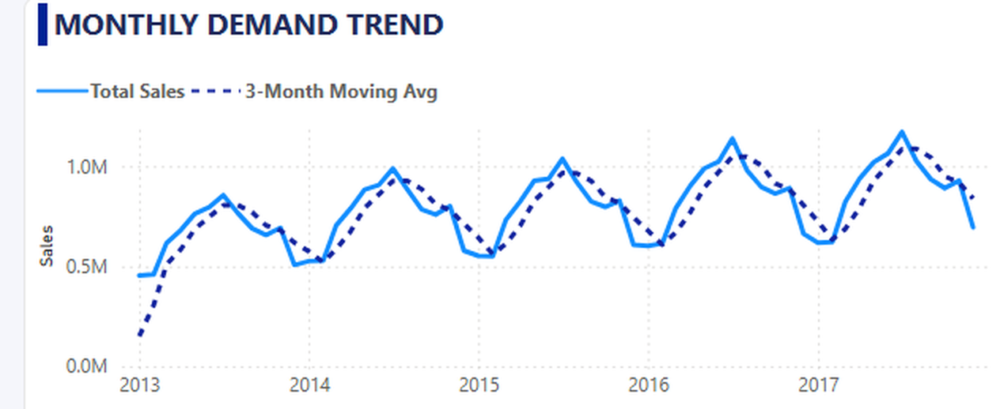 MONTHLY DEMAND TREND
Total Sales 3-Month Moving Avg
Sales
1.0M
0.5M
0.0M
2013 2014 2015 2016 2017